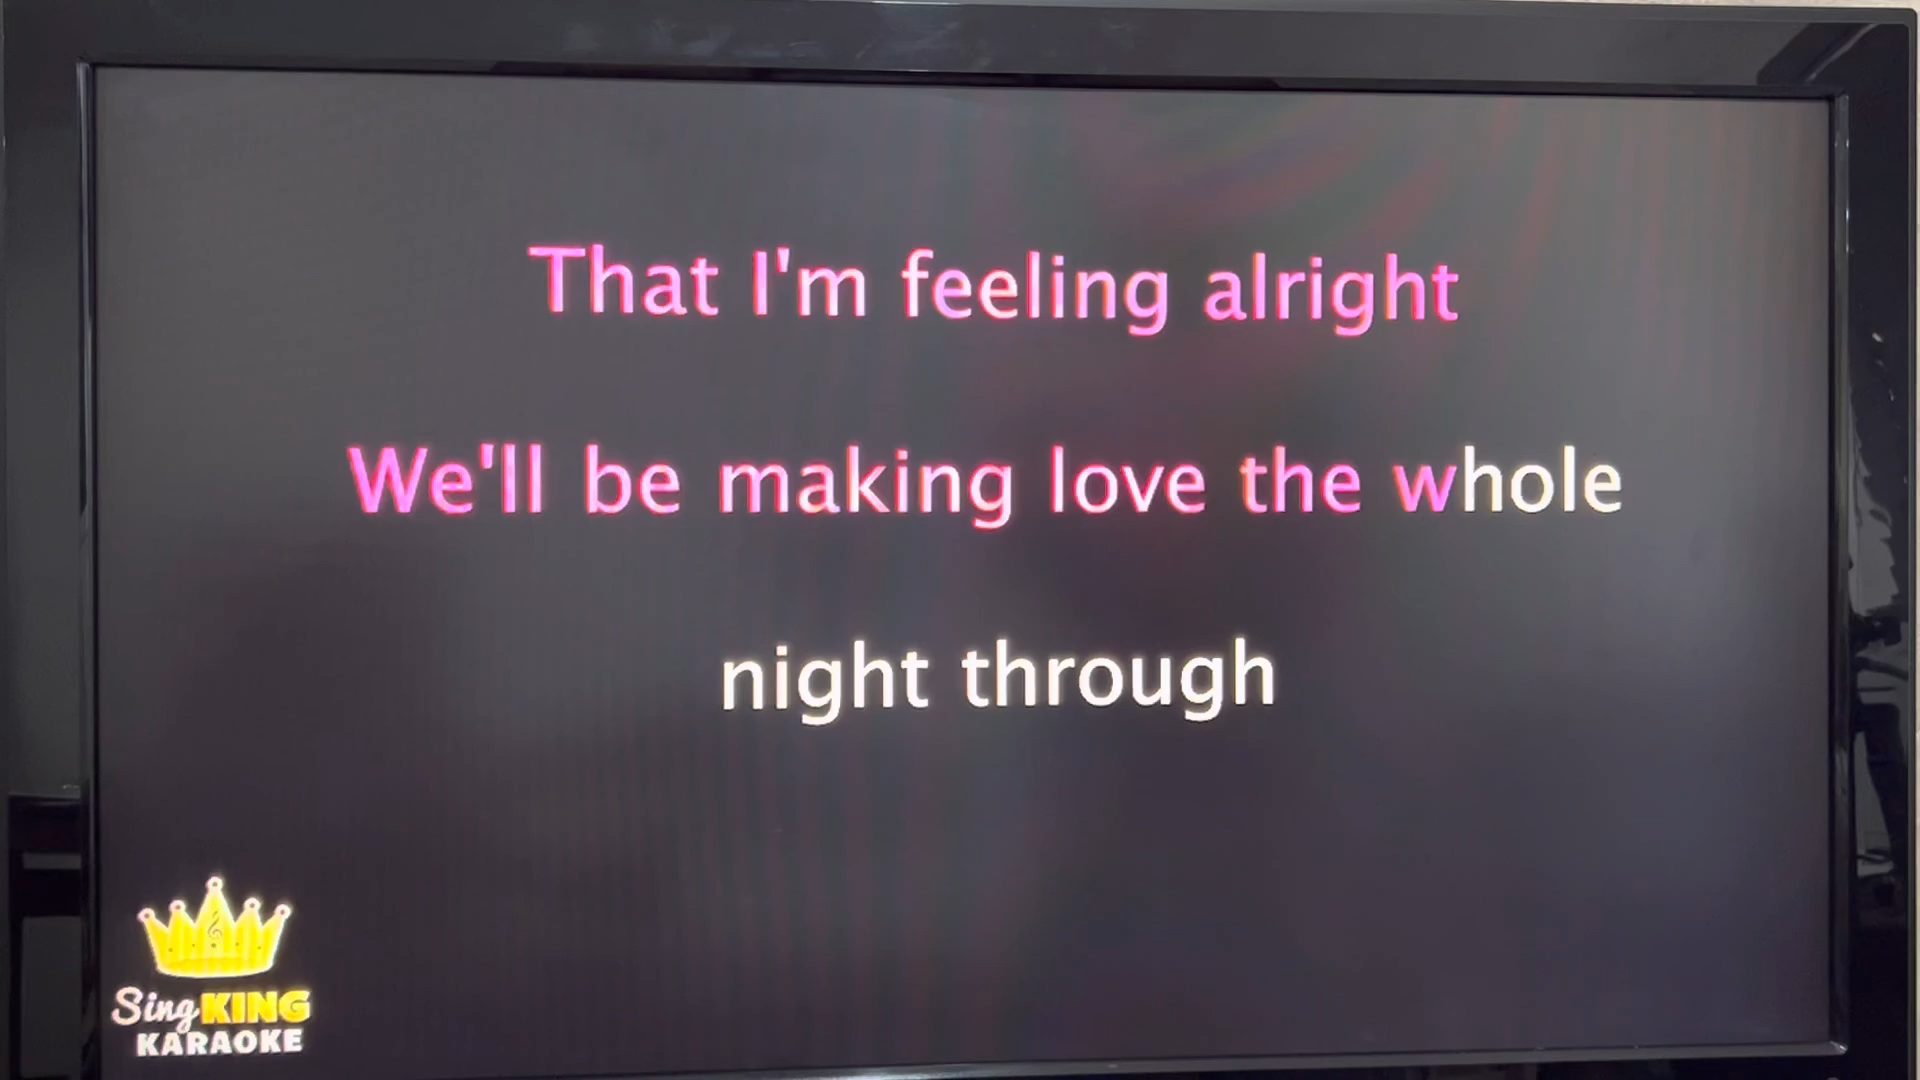 That I'm feeling alright
We'll be making love the whole
night through
Sing KING
KARAOKE